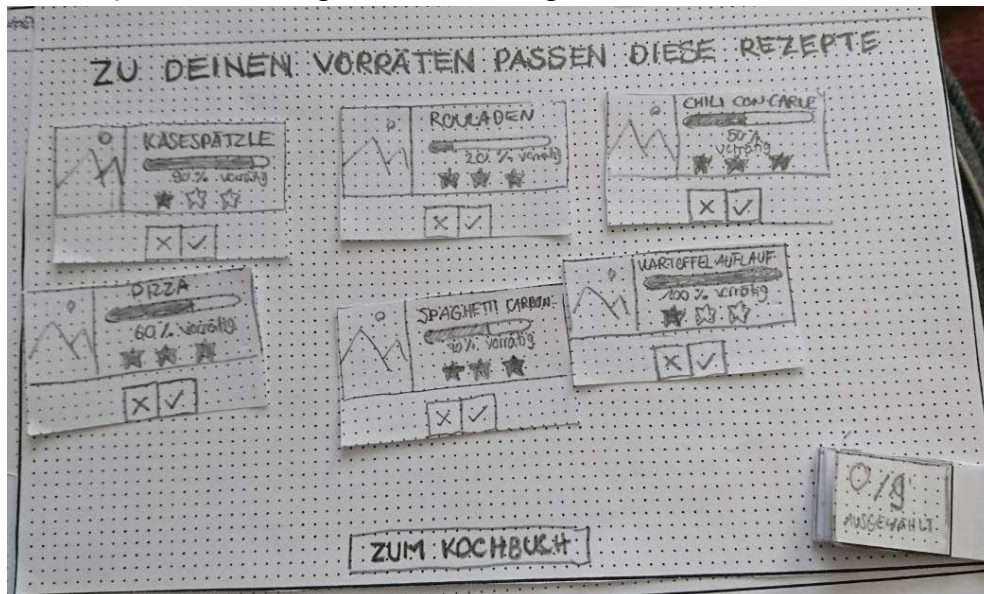 ZU DEINEN VORRÄTEN PASSEN DIESE REZEPTE
KÄSESPÄTZLE
90 % vorrätig
ROULADEN
20 % vorrätig
CHILI CON CARNE
50 %
vorrätig
PIZZA
60 % vorrätig
SPAGHETTI CARBON.
70 % vorrätig
KARTOFFELAUFLAUF
100 % vorrätig
0/9
AUSGEWÄHLT
ZUM KOCHBUCH